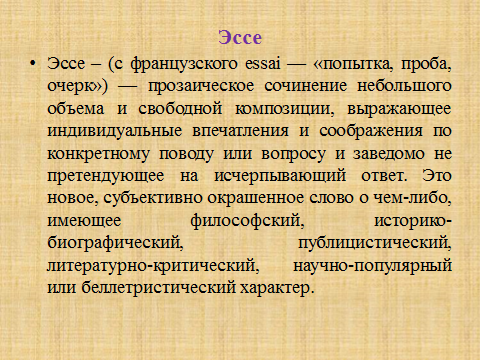 Эссе
• Эссе – (с французского essai — «попытка, проба,
очерк») — прозаическое сочинение небольшого
объема и свободной композиции, выражающее
индивидуальные впечатления и соображения по
конкретному поводу или вопросу и заведомо не
претендующее на исчерпывающий ответ. Это
новое, субъективно окрашенное слово о чем-либо,
имеющее философский, историко-
биографический, публицистический,
литературно-критический, научно-популярный
или беллетристический характер.